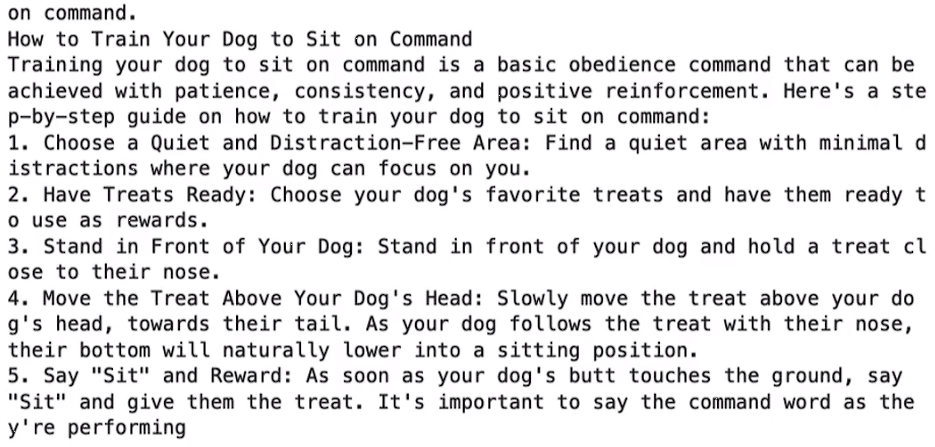 on command.
How to Train Your Dog to Sit on Command
Training your dog to sit on command is a basic obedience command that can be
achieved with patience, consistency, and positive reinforcement. Here's a ste
p-by-step guide on how to train your dog to sit on command:
1. Choose a Quiet and Distraction-Free Area: Find a quiet area with minimal d
istractions where your dog can focus on you.
2. Have Treats Ready: Choose your dog's favorite treats and have them ready t
o use as rewards.
3. Stand in Front of Your Dog: Stand in front of your dog and hold a treat cl
ose to their nose.
4. Move the Treat Above Your Dog's Head: Slowly move the treat above your do
g's head, towards their tail. As your dog follows the treat with their nose,
their bottom will naturally lower into a sitting position.
5. Say "Sit" and Reward: As soon as your dog's butt touches the ground, say
"Sit" and give them the treat. It's important to say the command word as the
y're performing